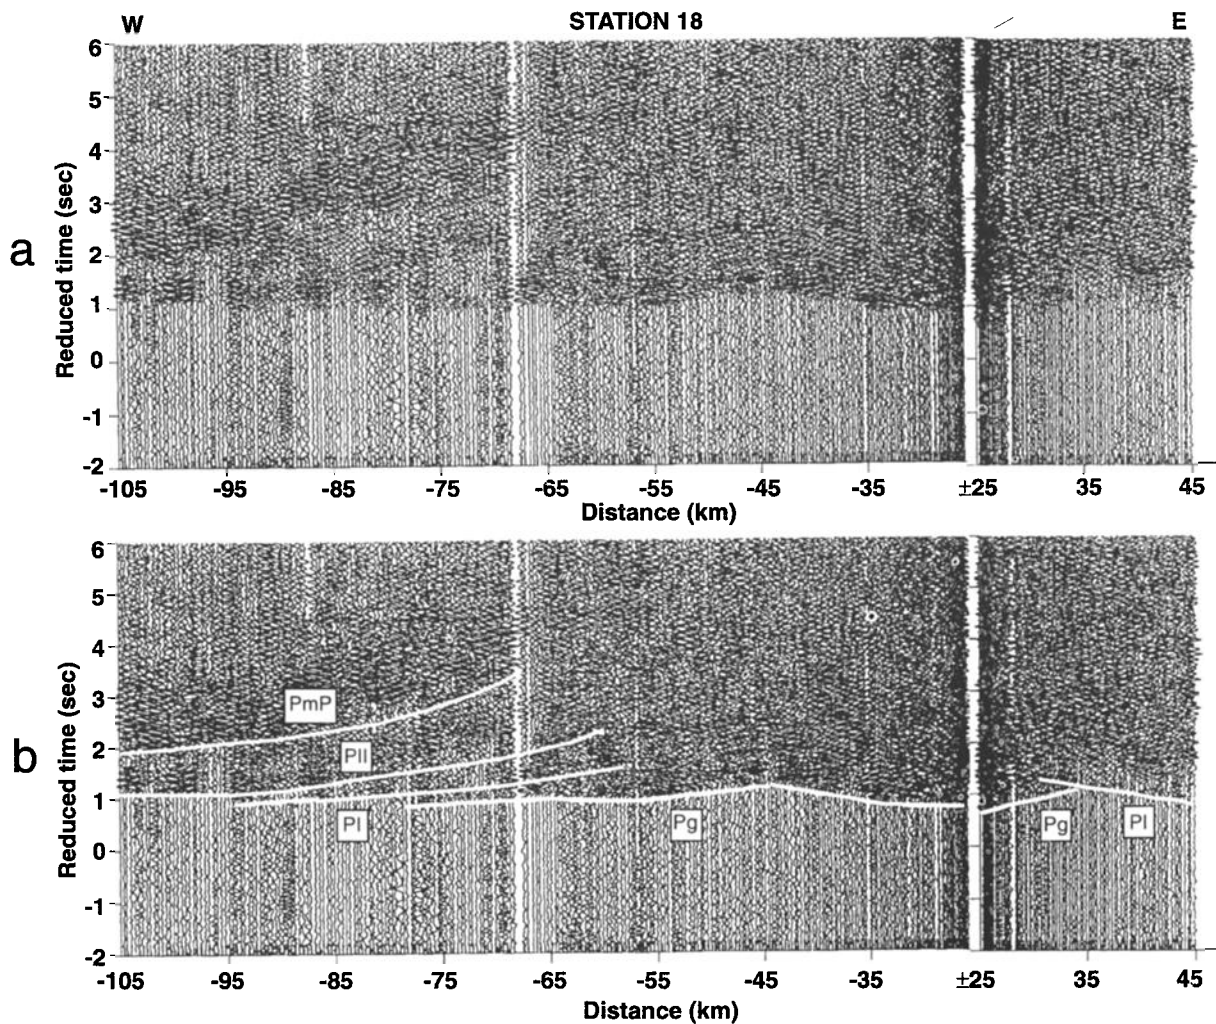 W STATION 18 E
6
5
4
3
2
1
0
-1
-2
Reduced time (sec)
a
-105 -95 -85 -75 -65 -55 -45 -35 ±25 35 45
Distance (km)
6
5
4
3
2
1
0
-1
-2
Reduced time (sec)
b
PmP
PII
PI
Pg
Pg
PI
-105 -95 -85 -75 -65 -55 -45 -35 ±25 35 45
Distance (km)